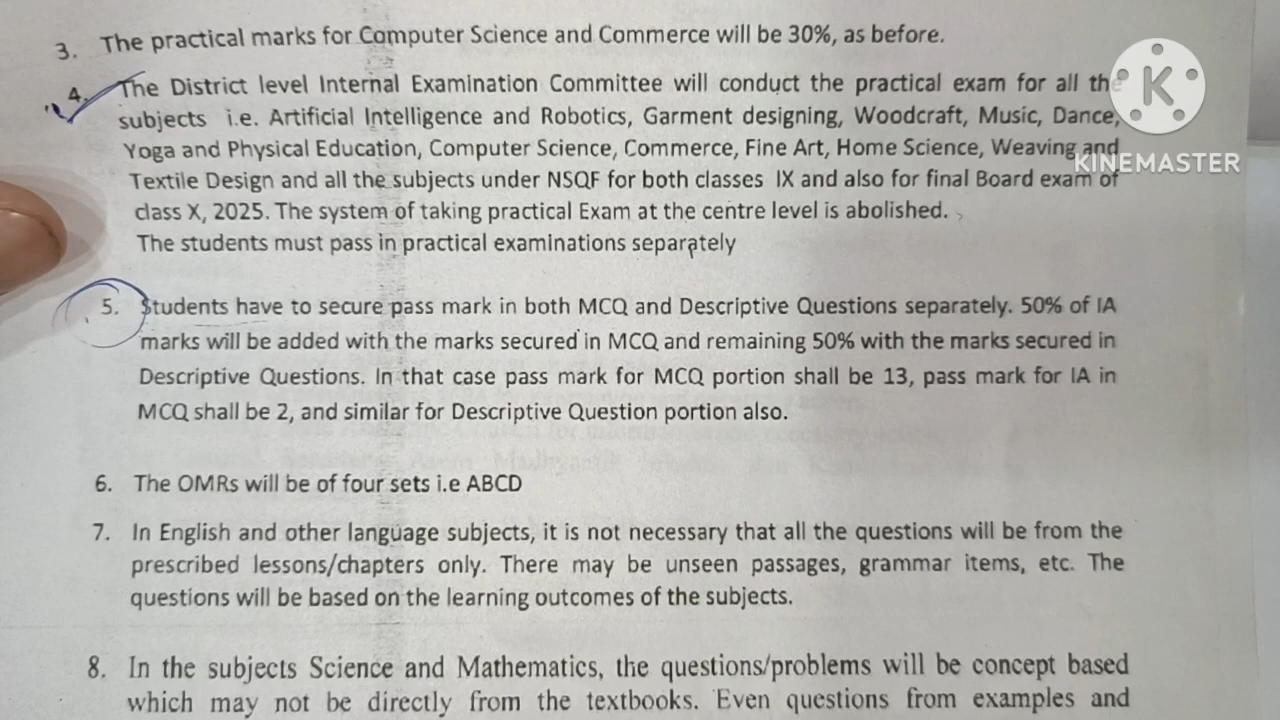 3. The practical marks for Computer Science and Commerce will be 30%, as before.
4. The District level Internal Examination Committee will conduct the practical exam for all the
subjects i.e. Artificial Intelligence and Robotics, Garment designing, Woodcraft, Music, Dance,
Yoga and Physical Education, Computer Science, Commerce, Fine Art, Home Science, Weaving and
Textile Design and all the subjects under NSQF for both classes IX and also for final Board exam of
class X, 2025. The system of taking practical Exam at the centre level is abolished.
The students must pass in practical examinations separately
5. Students have to secure pass mark in both MCQ and Descriptive Questions separately. 50% of IA
marks will be added with the marks secured in MCQ and remaining 50% with the marks secured in
Descriptive Questions. In that case pass mark for MCQ portion shall be 13, pass mark for IA in
MCQ shall be 2, and similar for Descriptive Question portion also.
6. The OMRs will be of four sets i.e ABCD
7. In English and other language subjects, it is not necessary that all the questions will be from the
prescribed lessons/chapters only. There may be unseen passages, grammar items, etc. The
questions will be based on the learning outcomes of the subjects.
8. In the subjects Science and Mathematics, the questions/problems will be concept based
which may not be directly from the textbooks. Even questions from examples and
K
KINEMASTER